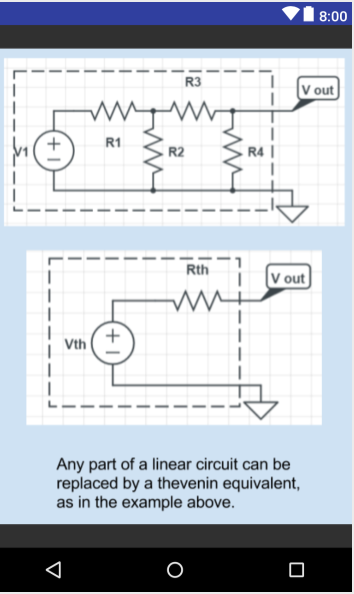 8:00
R3
V out
V1
+
R1
R2
R4
Rth
V out
Vth
+
Any part of a linear circuit can be
replaced by a thevenin equivalent,
as in the example above.